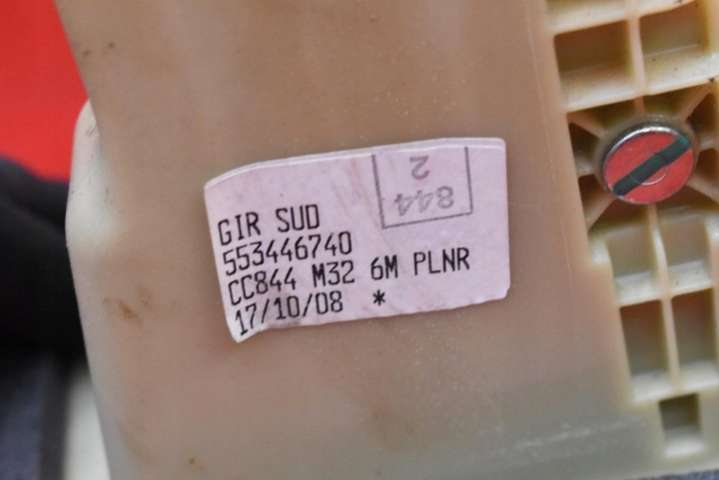 GIR SUD
553446740
CC844 M32 6M PLNR
17/10/08 *
844
2